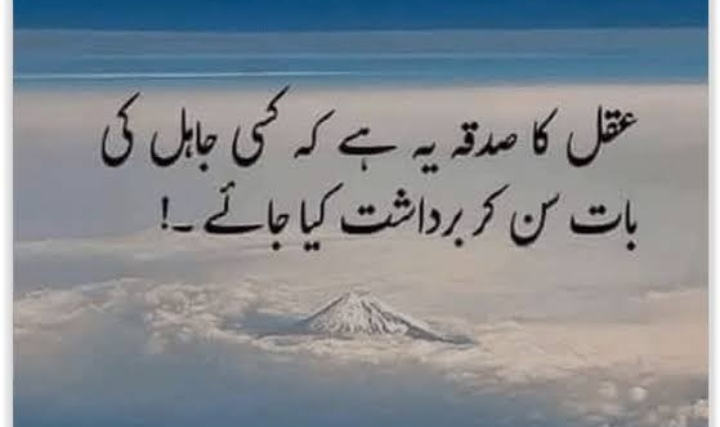 عقل کا صدقہ یہ ہے کہ کسی جاہل کی
بات سن کر برداشت کیا جائے ۔!